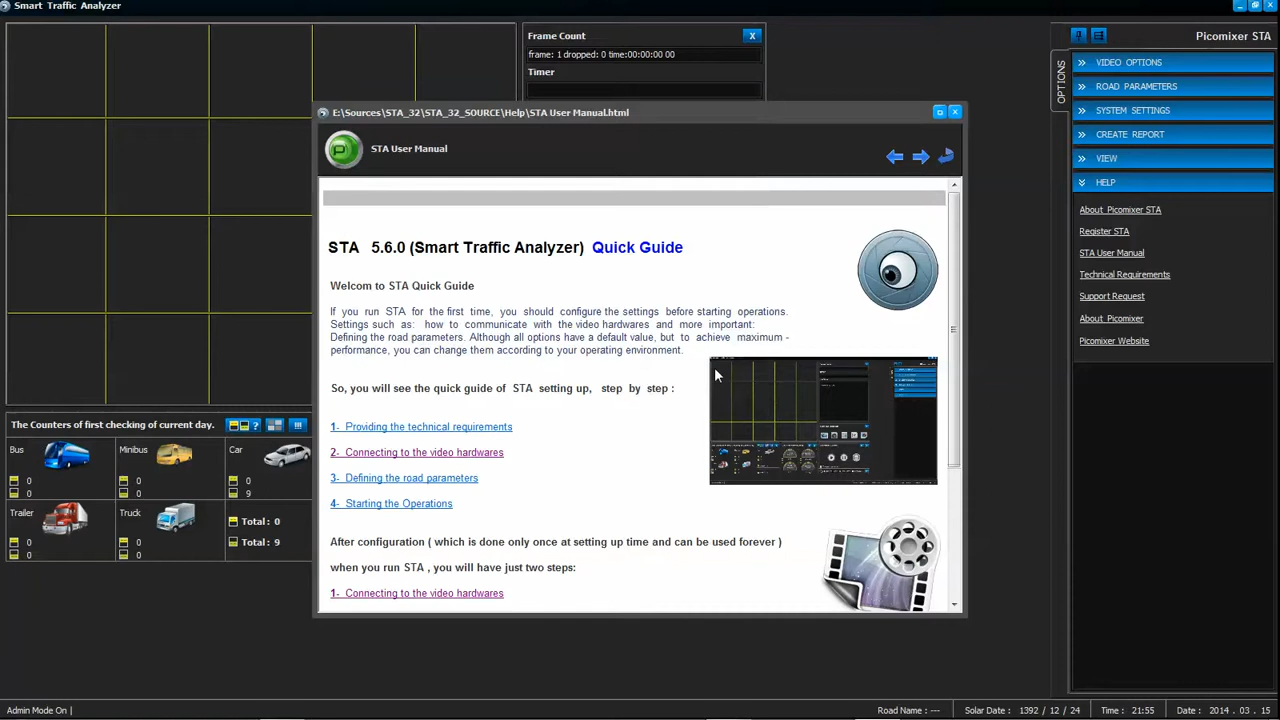 Smart Traffic Analyzer
Frame Count
X
frame: 1 dropped: 0 time:00:00:00 00
Timer
Picomixer STA
OPTIONS
VIDEO OPTIONS
ROAD PARAMETERS
SYSTEM SETTINGS
CREATE REPORT
VIEW
HELP
About Picomixer STA
Register STA
STA User Manual
Technical Requirements
Support Request
About Picomixer
Picomixer Website
E:\Sources\STA_32\STA_32_SOURCE\Help\STA User Manual.html
STA User Manual
STA 5.6.0 (Smart Traffic Analyzer) Quick Guide
Welcom to STA Quick Guide
If you run STA for the first time, you should configure the settings before starting operations.
Settings such as: how to communicate with the video hardwares and more important:
Defining the road parameters. Although all options have a default value, but to achieve maximum -
performance, you can change them according to your operating environment.
So, you will see the quick guide of STA setting up, step by step :
1- Providing the technical requirements
2- Connecting to the video hardwares
3- Defining the road parameters
4- Starting the Operations
After configuration ( which is done only once at setting up time and can be used forever )
when you run STA , you will have just two steps:
1- Connecting to the video hardwares
The Counters of first checking of current day.
?
Bus
0
0
Minibus
0
0
Car
0
9
Trailer
0
0
Truck
0
0
Total : 0
Total : 9
Admin Mode On |
Road Name : ---
Solar Date : 1392 / 12 / 24
Time : 21:55
Date : 2014 . 03 . 15